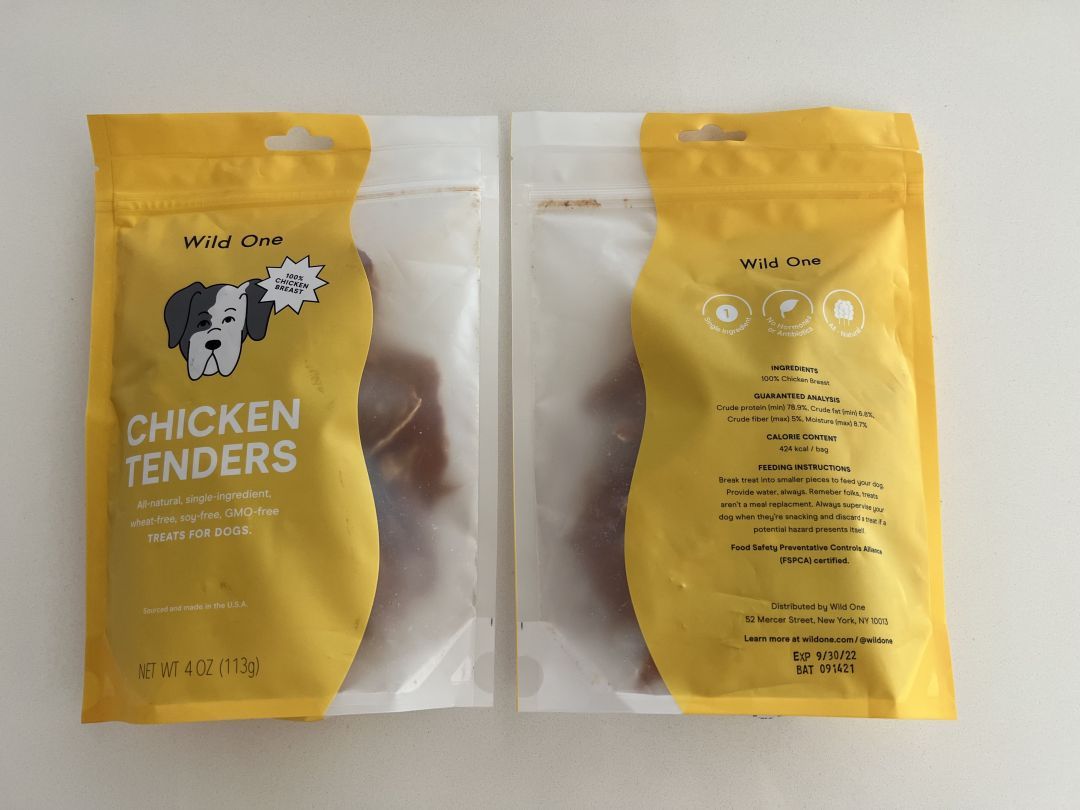 Wild One
100%
CHICKEN
BREAST
CHICKEN
TENDERS
All-natural, single-ingredient,
wheat-free, soy-free, GMO-free
TREATS FOR DOGS.
Sourced and made in the U.S.A.
NET WT 4 OZ (113g)
Wild One
1
Single Ingredient
No Hormones
or Antibiotics
All - Natural
INGREDIENTS
100% Chicken Breast
GUARANTEED ANALYSIS
Crude protein (min) 78.9%, Crude fat (min) 6.8%,
Crude fiber (max) 5%, Moisture (max) 8.7%
CALORIE CONTENT
424 kcal / bag
FEEDING INSTRUCTIONS
Break treat into smaller pieces to feed your dog.
Provide water, always. Remeber folks, treats
aren't a meal replacment. Always supervise your
dog when they're snacking and discard s treat if a
potential hazard presents itself.
Food Safety Preventative Controls Alliance
(FSPCA) certified.
Distributed by Wild One
52 Mercer Street, New York, NY 10013
Learn more at wildone.com / @wildone
EXP 9/30/22
BAT 091421